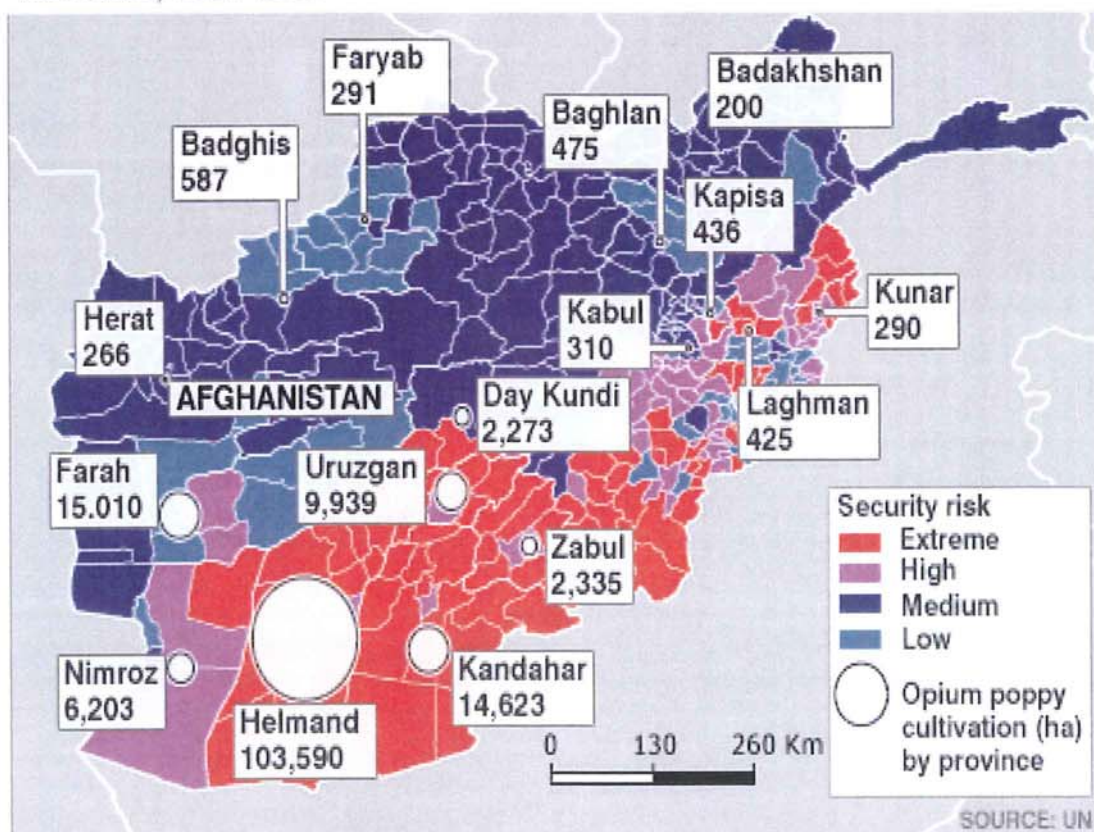 Faryab
291
Badakhshan
200
Baghlan
475
Badghis
587
Kapisa
436
Kunar
290
Herat
266
Kabul
310
AFGHANISTAN
Day Kundi
2,273
Laghman
425
Farah
15.010
Uruzgan
9,939
Zabul
2,335
Nimroz
6,203
Helmand
103,590
Kandahar
14,623
0 130 260 Km
Security risk
Extreme
High
Medium
Low
Opium poppy
cultivation (ha)
by province
SOURCE: UN